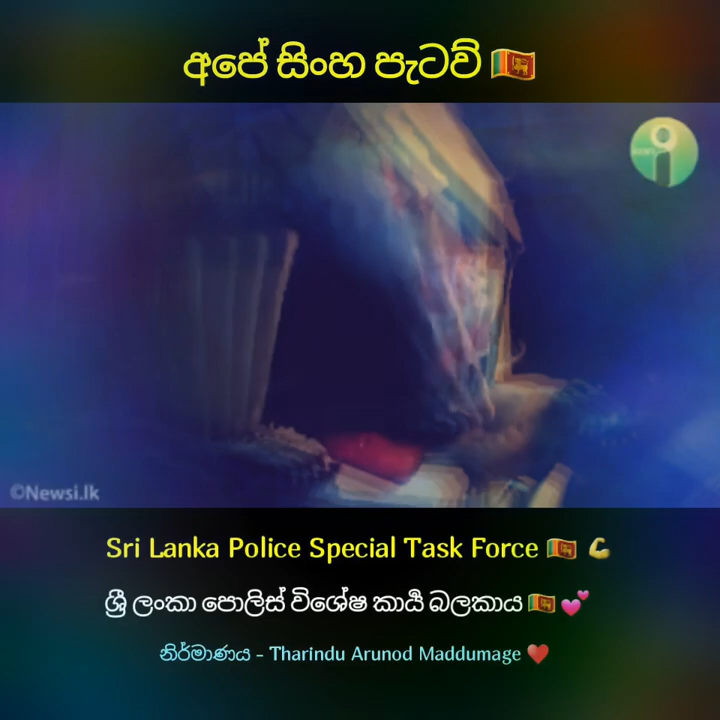 අපේ සිංහ පැටව් 🇱🇰
©Newsi.lk
Sri Lanka Police Special Task Force 🇱🇰 💪
ශ්‍රී ලංකා පොලිස් විශේෂ කාර්‍ය බලකාය 🇱🇰 💕
නිර්මාණය - Tharindu Arunod Maddumage ♥️